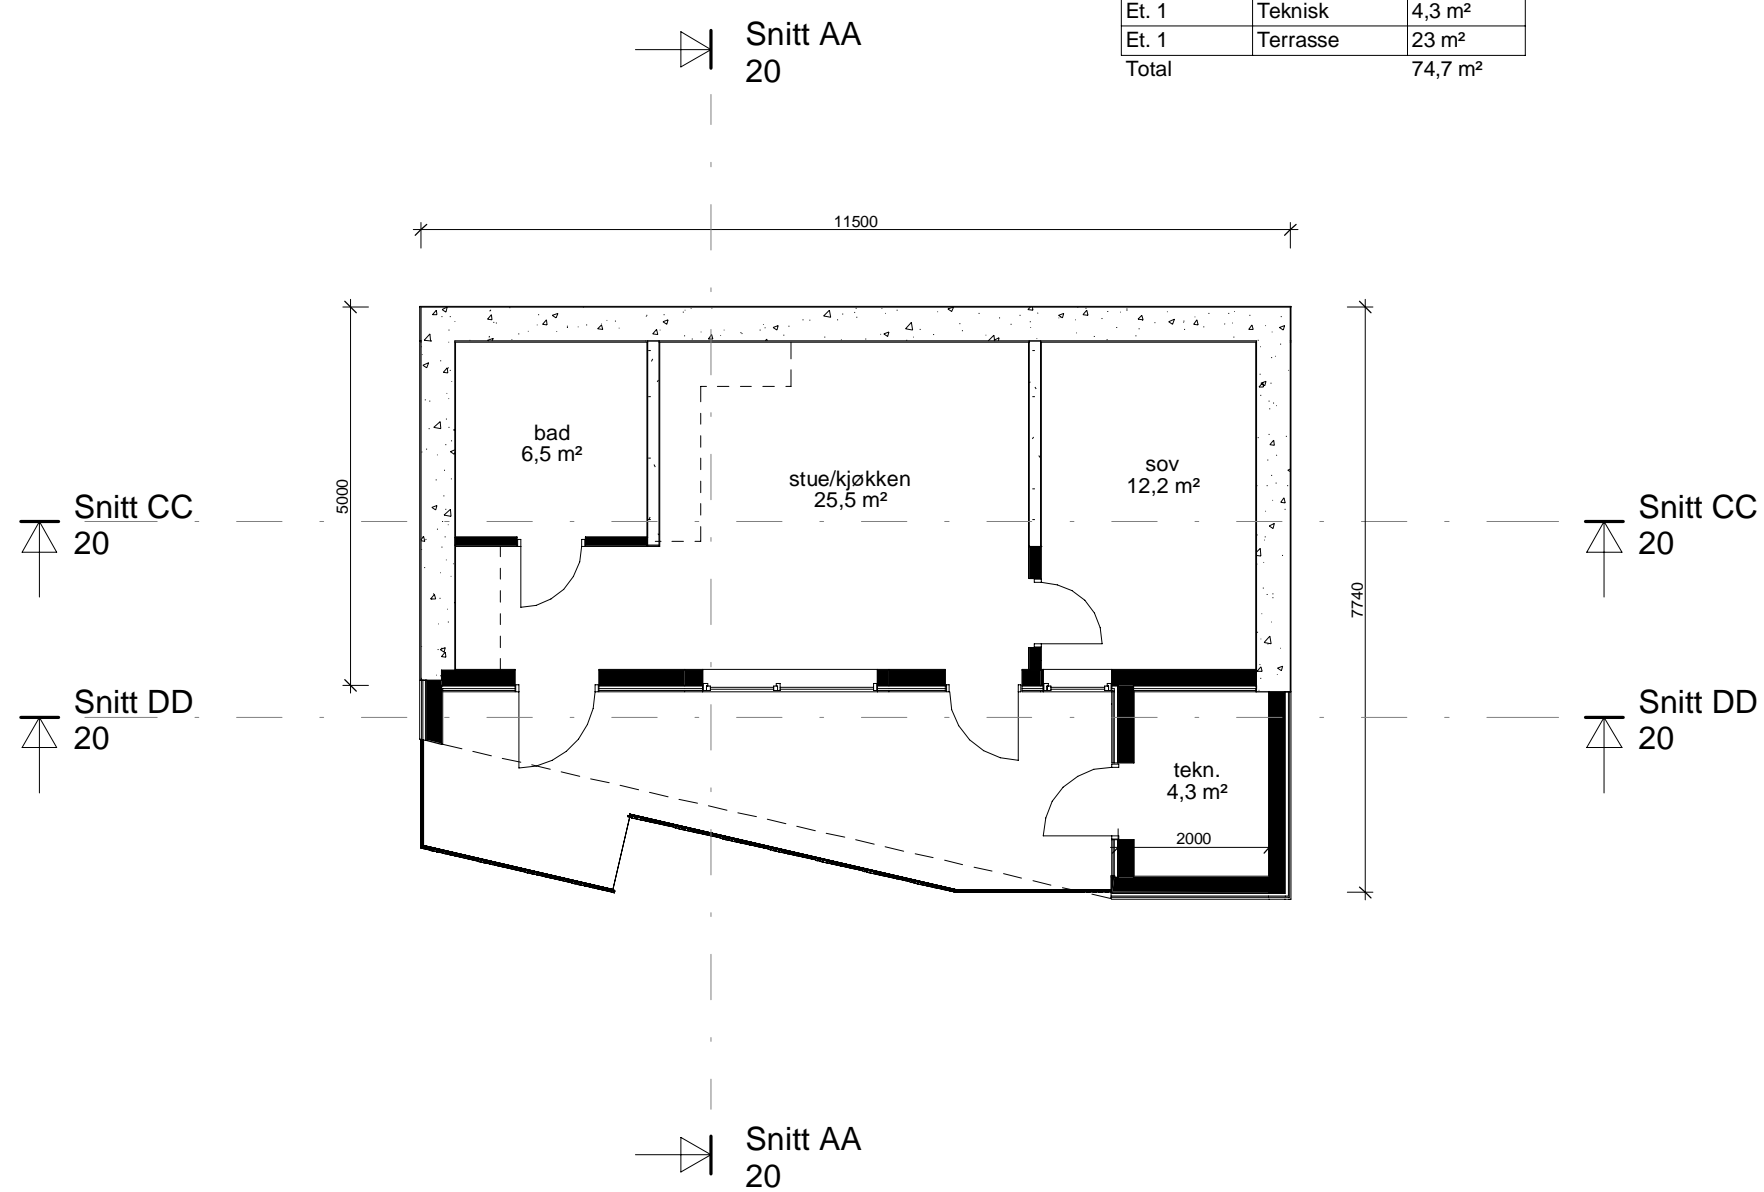 Et. 1 Teknisk 4,3 m²
Et. 1 Terrasse 23 m²
Total 74,7 m²
Snitt AA
20
11500
5000
7740
bad
6,5 m²
stue/kjøkken
25,5 m²
sov
12,2 m²
Snitt CC
20
Snitt CC
20
Snitt DD
20
Snitt DD
20
tekn.
4,3 m²
2000
Snitt AA
20